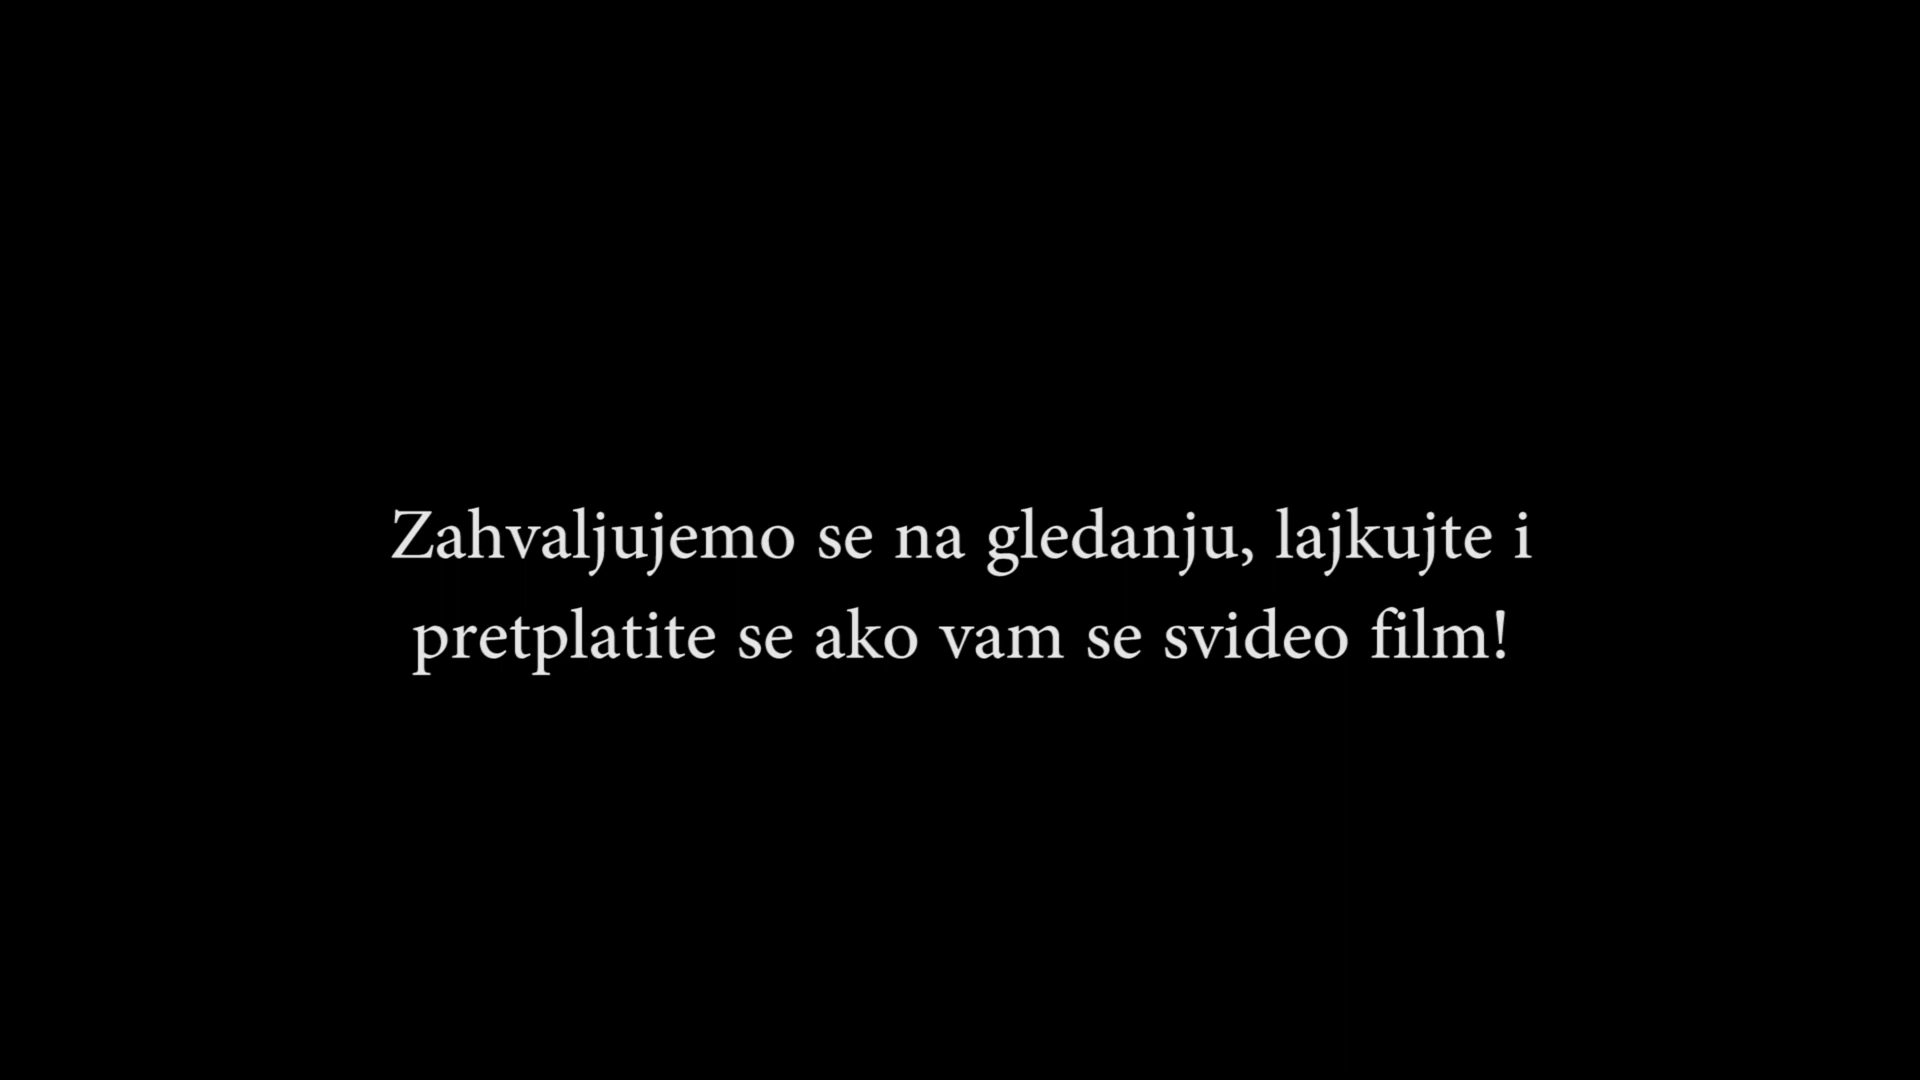 Zahvaljujemo se na gledanju, lajkujte i
pretplatite se ako vam se svideo film!